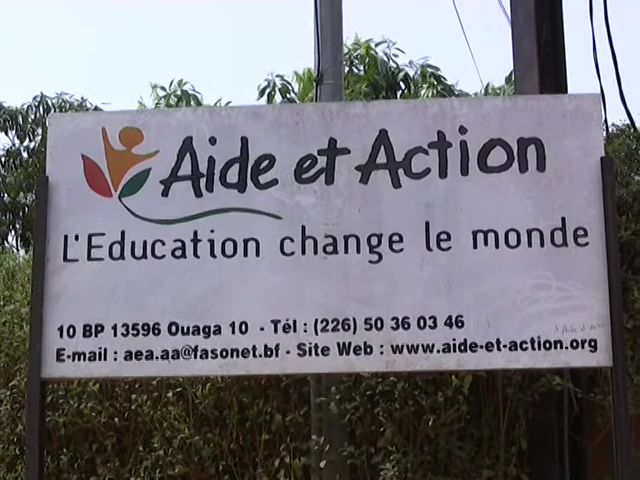 Aide et Action
L'Education change le monde
10 BP 13596 Ouaga 10 - Tél : (226) 50 36 03 46
E-mail : aea.aa@fasonet.bf - Site Web : www.aide-et-action.org